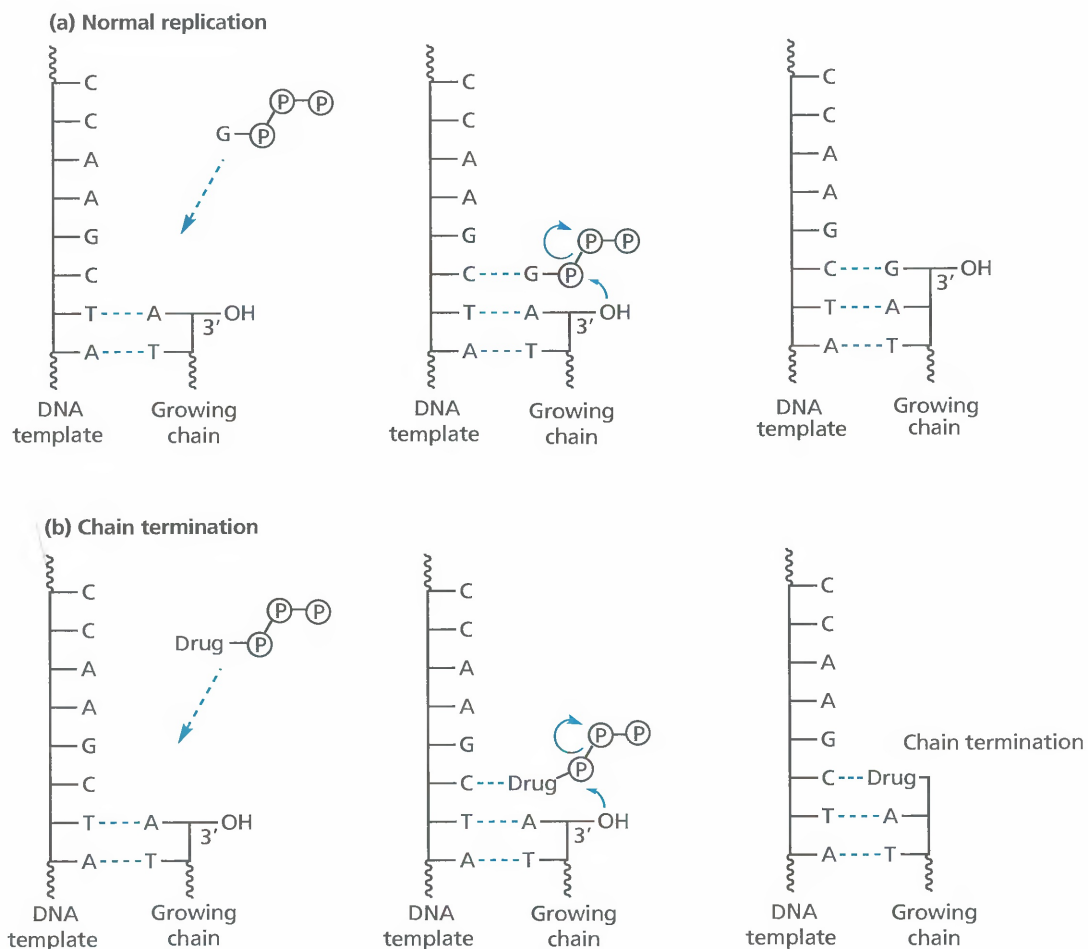 (a) Normal replication
C
C
A
A
G
C
T A 3′ OH
A T
G P P P
DNA template
Growing chain
C
C
A
A
G
C G P P P
T A 3′ OH
A T
DNA template
Growing chain
C
C
A
A
G
C G 3′ OH
T A
A T
DNA template
Growing chain
(b) Chain termination
C
C
A
A
G
C
T A 3′ OH
A T
Drug P P P
DNA template
Growing chain
C
C
A
A
G
C Drug P P P
T A 3′ OH
A T
DNA template
Growing chain
C
C
A
A
G
Chain termination
C Drug
T A
A T
DNA template
Growing chain